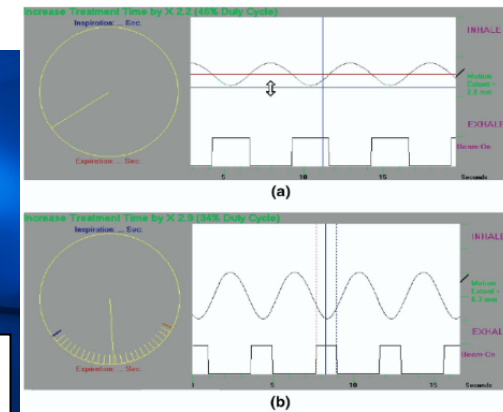 Increase Treatment Time by X 2.2 (45% Duty Cycle)
Inspiration: ... Sec.
INHALE
Motion
Extent =
EXHALE
Beam-On
Expiration: ... Sec.
5
10
15
Seconds
(a)
Increase Treatment Time by X 2.9 (34% Duty Cycle)
Inspiration: ... Sec.
INHALE
Motion
Extent =
EXHALE
Beam-On
Expiration: ... Sec.
5
10
15
Seconds
(b)